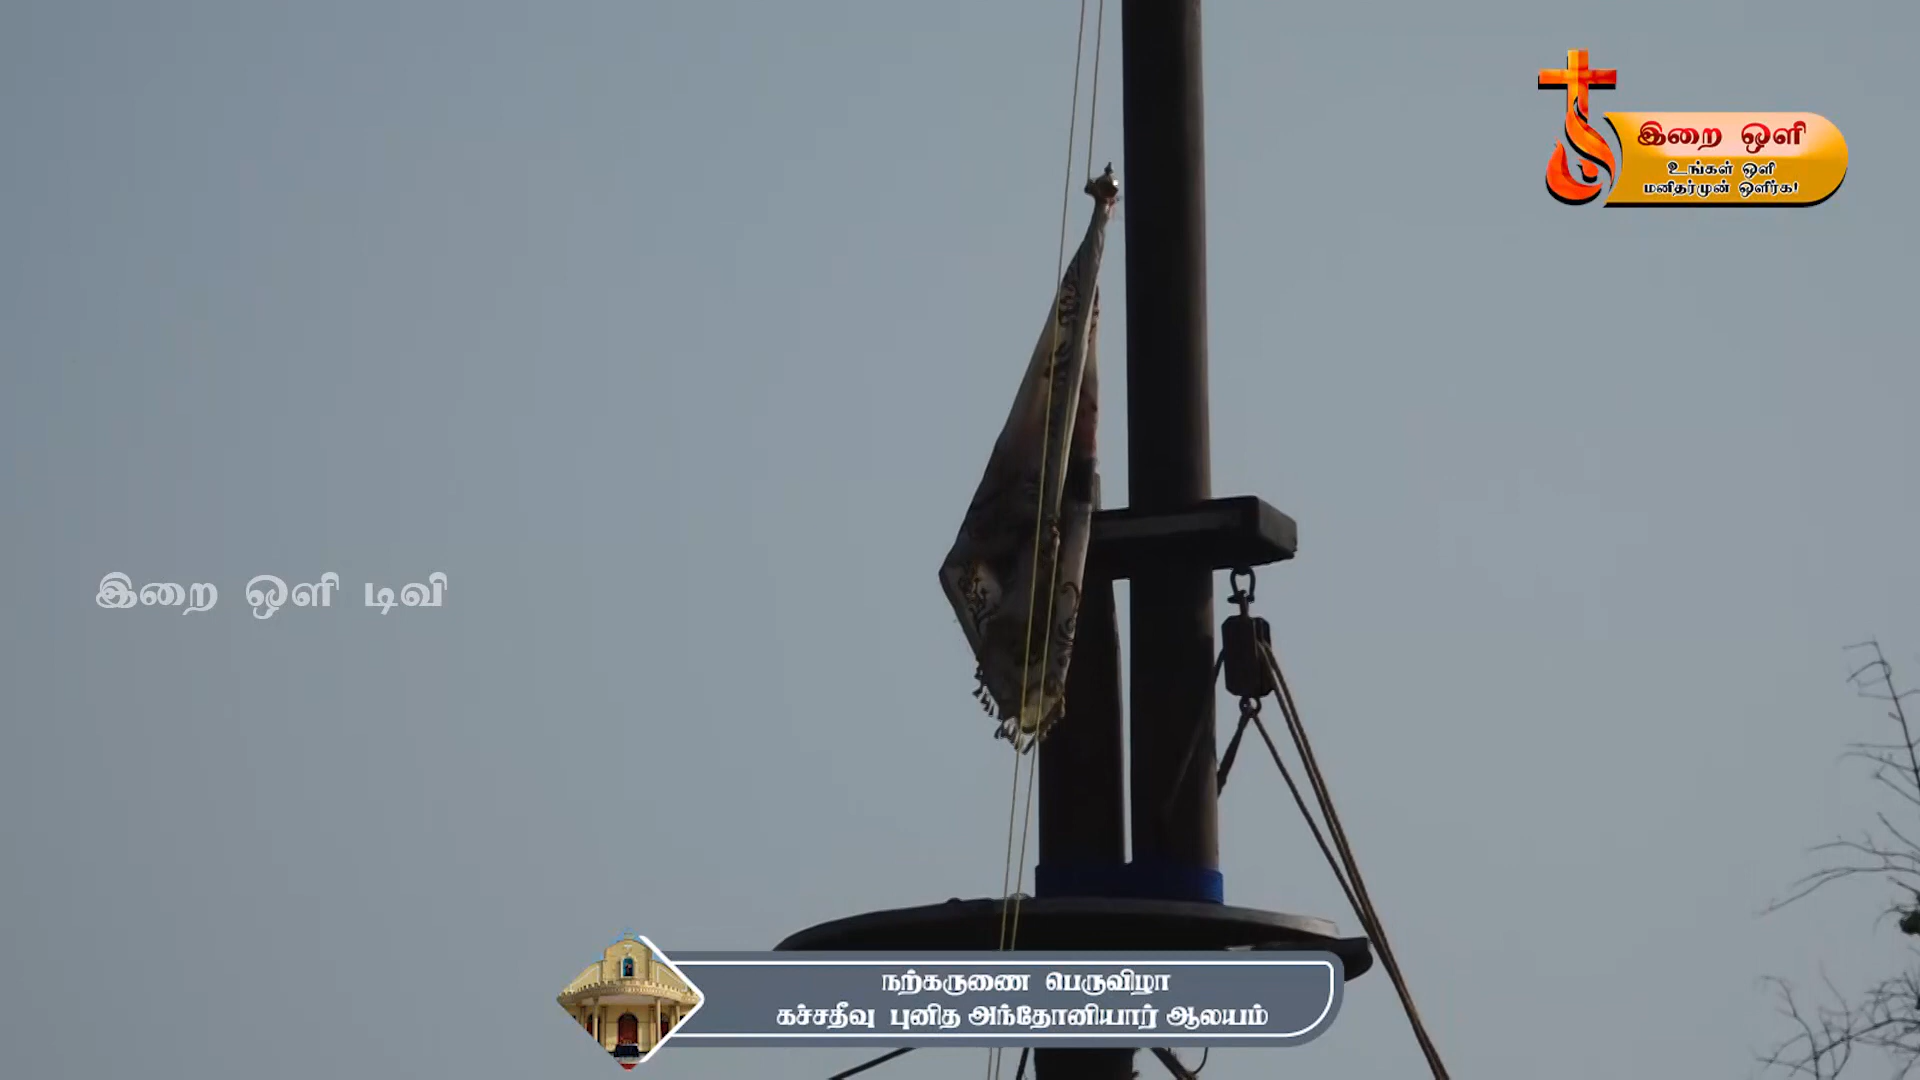 இறை ஒளி
உங்கள் ஒளி
மனிதர்முன் ஒளிர்க!
இறை ஒளி டிவி
நற்கருணை பெருவிழா
கச்சதீவு புனித அந்தோனியார் ஆலயம்